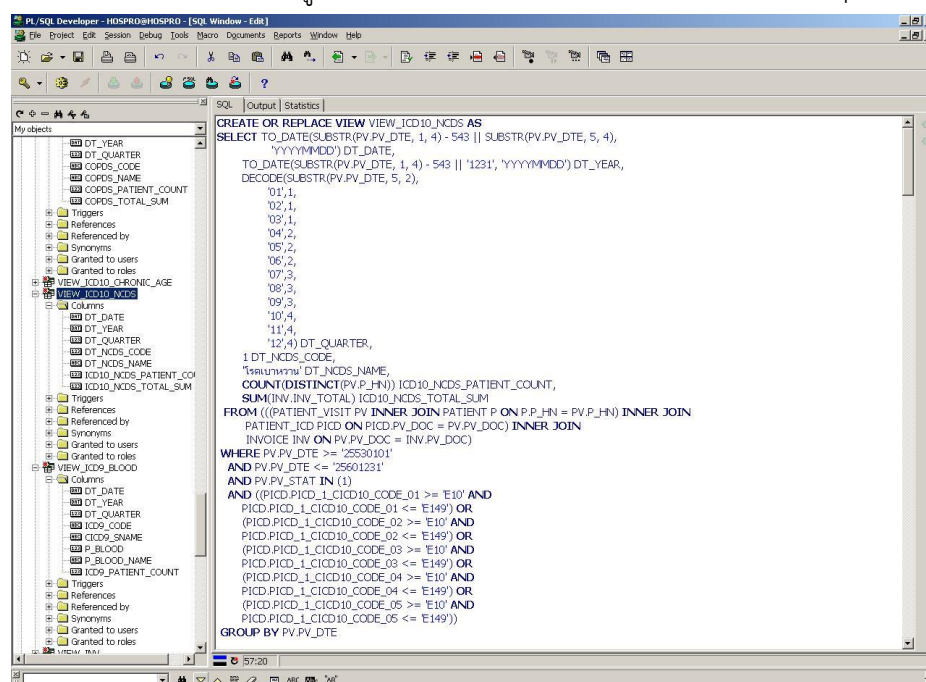 PL/SQL Developer - HOSPRO@HOSPRO - [SQL Window - Edit]
File Project Edit Session Debug Tools Macro Documents Reports Window Help
SQL Output Statistics
My objects
DT_YEAR
DT_QUARTER
COPDS_CODE
COPDS_NAME
COPDS_PATIENT_COUNT
COPDS_TOTAL_SUM
Triggers
References
Referenced by
Synonyms
Granted to users
Granted to roles
VIEW_ICD10_CHRONIC_AGE
VIEW_ICD10_NCDS
Columns
DT_DATE
DT_YEAR
DT_QUARTER
DT_NCDS_CODE
DT_NCDS_NAME
ICD10_NCDS_PATIENT_CO
ICD10_NCDS_TOTAL_SUM
Triggers
References
Referenced by
Synonyms
Granted to users
Granted to roles
VIEW_ICD9_BLOOD
Columns
DT_DATE
DT_YEAR
DT_QUARTER
ICD9_CODE
CICD9_SNAME
P_BLOOD
P_BLOOD_NAME
ICD9_PATIENT_COUNT
Triggers
References
Referenced by
Synonyms
Granted to users
Granted to roles
VIEW_INV
CREATE OR REPLACE VIEW VIEW_ICD10_NCDS AS
SELECT TO_DATE(SUBSTR(PV.PV_DTE, 1, 4) - 543 || SUBSTR(PV.PV_DTE, 5, 4),
'YYYYMMDD') DT_DATE,
TO_DATE(SUBSTR(PV.PV_DTE, 1, 4) - 543 || '1231', 'YYYYMMDD') DT_YEAR,
DECODE(SUBSTR(PV.PV_DTE, 5, 2),
'01',1,
'02',1,
'03',1,
'04',2,
'05',2,
'06',2,
'07',3,
'08',3,
'09',3,
'10',4,
'11',4,
'12',4) DT_QUARTER,
1 DT_NCDS_CODE,
'โรคเบาหวาน' DT_NCDS_NAME,
COUNT(DISTINCT(PV.P_HN)) ICD10_NCDS_PATIENT_COUNT,
SUM(INV.INV_TOTAL) ICD10_NCDS_TOTAL_SUM
FROM (((PATIENT_VISIT PV INNER JOIN PATIENT P ON P.P_HN = PV.P_HN) INNER JOIN
PATIENT_ICD PICD ON PICD.PV_DOC = PV.PV_DOC) INNER JOIN
INVOICE INV ON PV.PV_DOC = INV.PV_DOC)
WHERE PV.PV_DTE >= '25530101'
AND PV.PV_DTE <= '25601231'
AND PV.PV_STAT IN (1)
AND ((PICD.PICD_1_CICD10_CODE_01 >= 'E10' AND
PICD.PICD_1_CICD10_CODE_01 <= 'E149') OR
(PICD.PICD_1_CICD10_CODE_02 >= 'E10' AND
PICD.PICD_1_CICD10_CODE_02 <= 'E149') OR
(PICD.PICD_1_CICD10_CODE_03 >= 'E10' AND
PICD.PICD_1_CICD10_CODE_03 <= 'E149') OR
(PICD.PICD_1_CICD10_CODE_04 >= 'E10' AND
PICD.PICD_1_CICD10_CODE_04 <= 'E149') OR
(PICD.PICD_1_CICD10_CODE_05 >= 'E10' AND
PICD.PICD_1_CICD10_CODE_05 <= 'E149'))
GROUP BY PV.PV_DTE
57:20